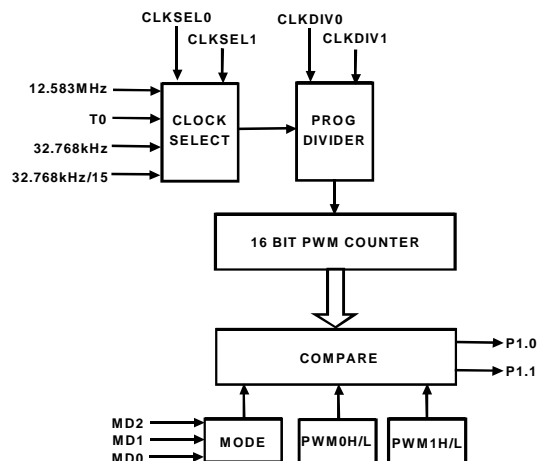 CLKSEL0
CLKSEL1
CLKDIV0
CLKDIV1
12.583MHz
T0
32.768kHz
32.768kHz/15
CLOCK
SELECT
PROG
DIVIDER
16 BIT PWM COUNTER
COMPARE
P1.0
P1.1
MD2
MD1
MD0
MODE
PWM0H/L
PWM1H/L